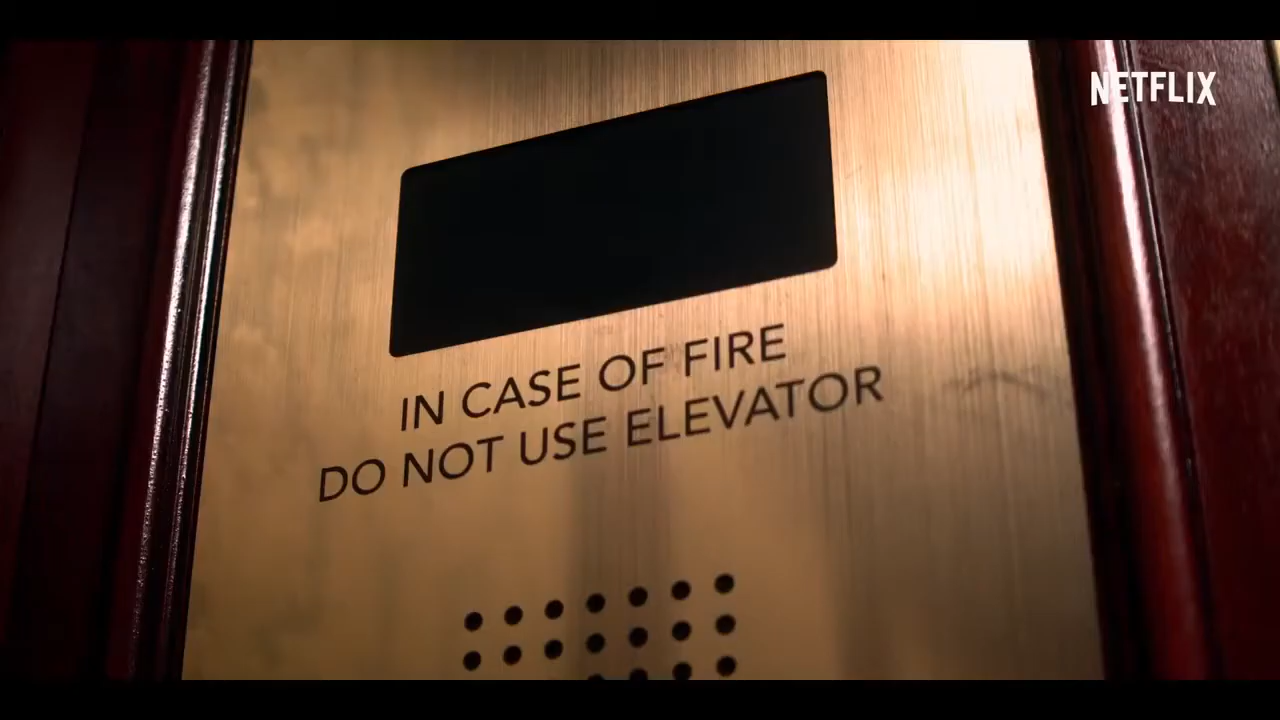 NETFLIX
IN CASE OF FIRE
DO NOT USE ELEVATOR